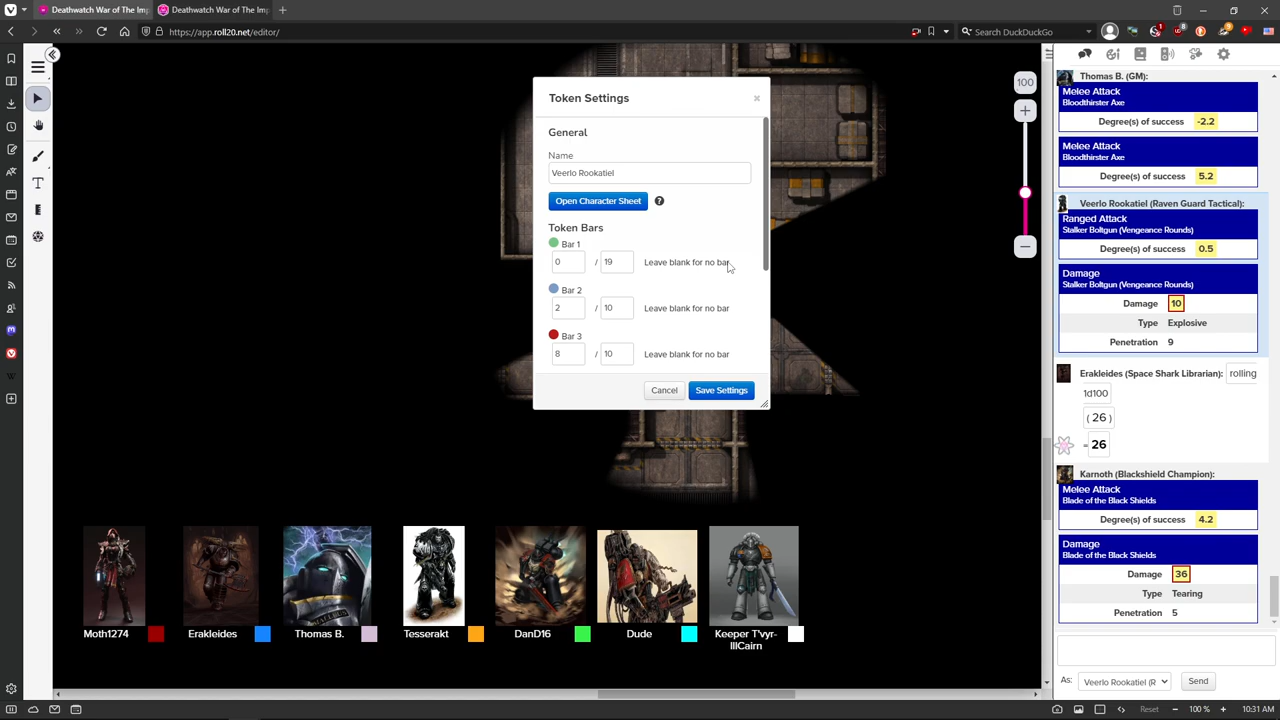 Deathwatch War of The Imp
Deathwatch War of The Imp
https://app.roll20.net/editor/
Search DuckDuckGo
Token Settings
General
Name
Veerlo Rookatiel
Open Character Sheet
?
Token Bars
Bar 1
0 / 19 Leave blank for no bar
Bar 2
2 / 10 Leave blank for no bar
Bar 3
8 / 10 Leave blank for no bar
Cancel Save Settings
100
Moth1274
Erakleides
Thomas B.
Tesserakt
DanD16
Dude
Keeper T'vyr-
IllCairn
Thomas B. (GM):
Melee Attack
Bloodthirster Axe
Degree(s) of success -2.2
Melee Attack
Bloodthirster Axe
Degree(s) of success 5.2
Veerlo Rookatiel (Raven Guard Tactical):
Ranged Attack
Stalker Boltgun (Vengeance Rounds)
Degree(s) of success 0.5
Damage
Stalker Boltgun (Vengeance Rounds)
Damage 10
Type Explosive
Penetration 9
Erakleides (Space Shark Librarian): rolling
1d100
( 26 )
= 26
Karnoth (Blackshield Champion):
Melee Attack
Blade of the Black Shields
Degree(s) of success 4.2
Damage
Blade of the Black Shields
Damage 36
Type Tearing
Penetration 5
As: Veerlo Rookatiel (R Send
Reset 100 % 10:31 AM